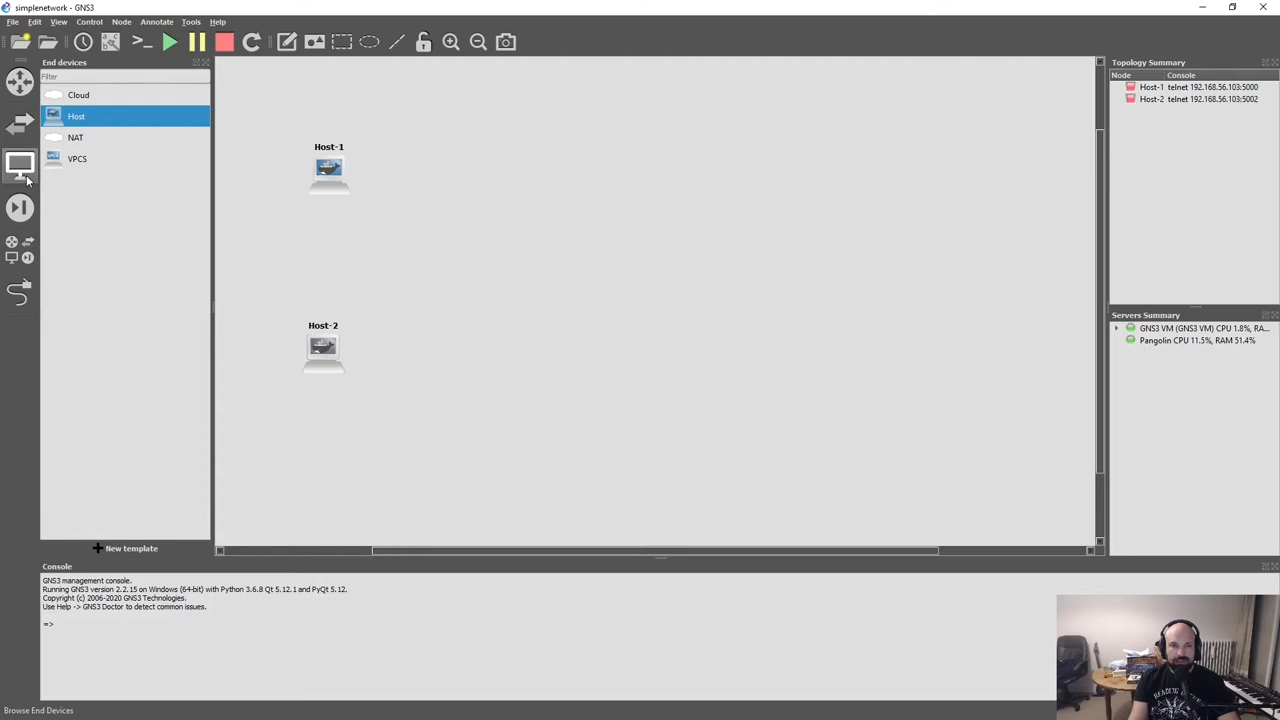 simplenetwork - GNS3
File Edit View Control Node Annotate Tools Help
End devices
Filter
Cloud
Host
NAT
VPCS
New template
Host-1
Host-2
Topology Summary
Node Console
Host-1 telnet 192.168.56.103:5000
Host-2 telnet 192.168.56.103:5002
Servers Summary
GNS3 VM (GNS3 VM) CPU 1.8%, RA...
Pangolin CPU 11.5%, RAM 51.4%
Console
GNS3 management console.
Running GNS3 version 2.2.15 on Windows (64-bit) with Python 3.6.8 Qt 5.12.1 and PyQt 5.12.
Copyright (c) 2006-2020 GNS3 Technologies.
Use Help -> GNS3 Doctor to detect common issues.
=>
READING
Browse End Devices